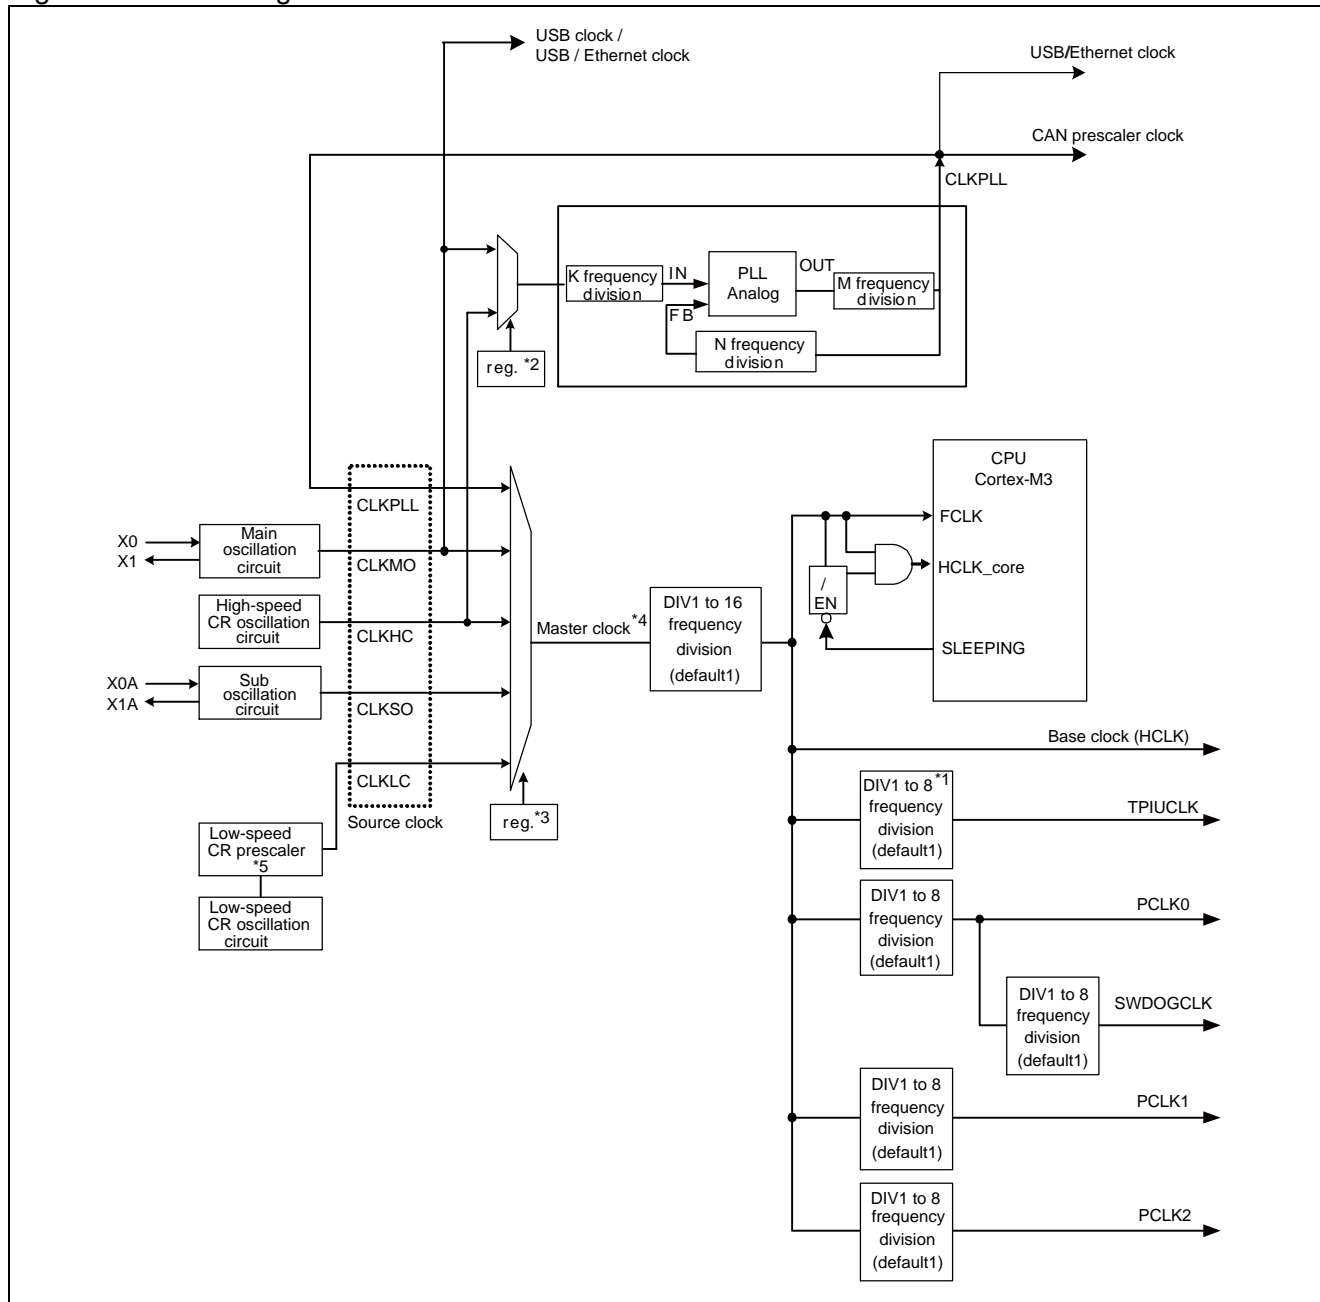 USB clock /
USB / Ethernet clock
USB/Ethernet clock
CAN prescaler clock
CLKPLL
K frequency
division
IN
FB
PLL
Analog
OUT
M frequency
division
N frequency
division
reg. *2
CPU
Cortex-M3
FCLK
HCLK_core
SLEEPING
/
EN
CLKPLL
CLKMO
CLKHC
CLKSO
CLKLC
Source clock
X0
X1
Main
oscillation
circuit
High-speed
CR oscillation
circuit
X0A
X1A
Sub
oscillation
circuit
Low-speed
CR prescaler
*5
Low-speed
CR oscillation
circuit
reg.*3
Master clock*4
DIV1 to 16
frequency
division
(default1)
Base clock (HCLK)
DIV1 to 8*1
frequency
division
(default1)
TPIUCLK
DIV1 to 8
frequency
division
(default1)
PCLK0
DIV1 to 8
frequency
division
(default1)
SWDOGCLK
DIV1 to 8
frequency
division
(default1)
PCLK1
DIV1 to 8
frequency
division
(default1)
PCLK2